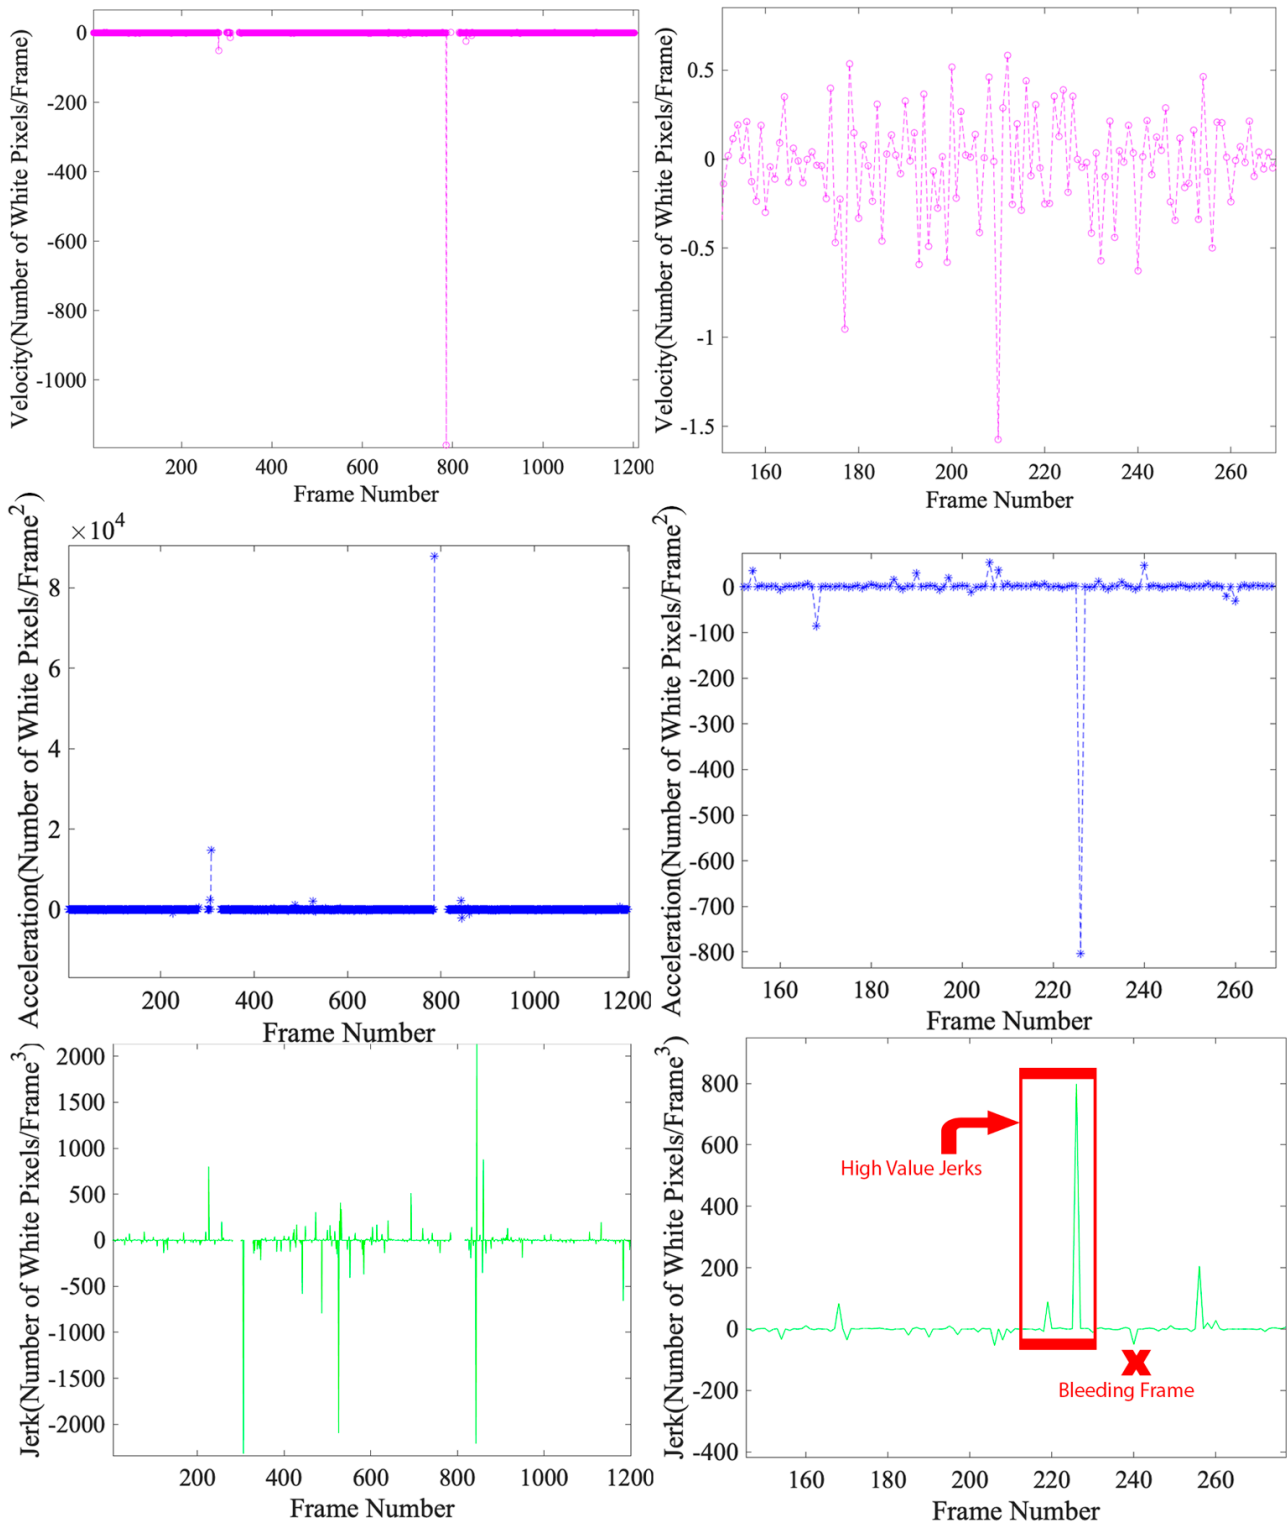 Velocity(Number of White Pixels/Frame)
0
-200
-400
-600
-800
-1000
200 400 600 800 1000 1200
Frame Number
Velocity(Number of White Pixels/Frame)
0.5
0
-0.5
-1
-1.5
160 180 200 220 240 260
Frame Number
Acceleration(Number of White Pixels/Frame²)
×10⁴
8
6
4
2
0
200 400 600 800 1000 1200
Frame Number
Acceleration(Number of White Pixels/Frame²)
0
-100
-200
-300
-400
-500
-600
-700
-800
160 180 200 220 240 260
Frame Number
Jerk(Number of White Pixels/Frame³)
2000
1500
1000
500
0
-500
-1000
-1500
-2000
200 400 600 800 1000 1200
Frame Number
Jerk(Number of White Pixels/Frame³)
800
600
400
200
0
-200
-400
High Value Jerks
Bleeding Frame
160 180 200 220 240 260
Frame Number